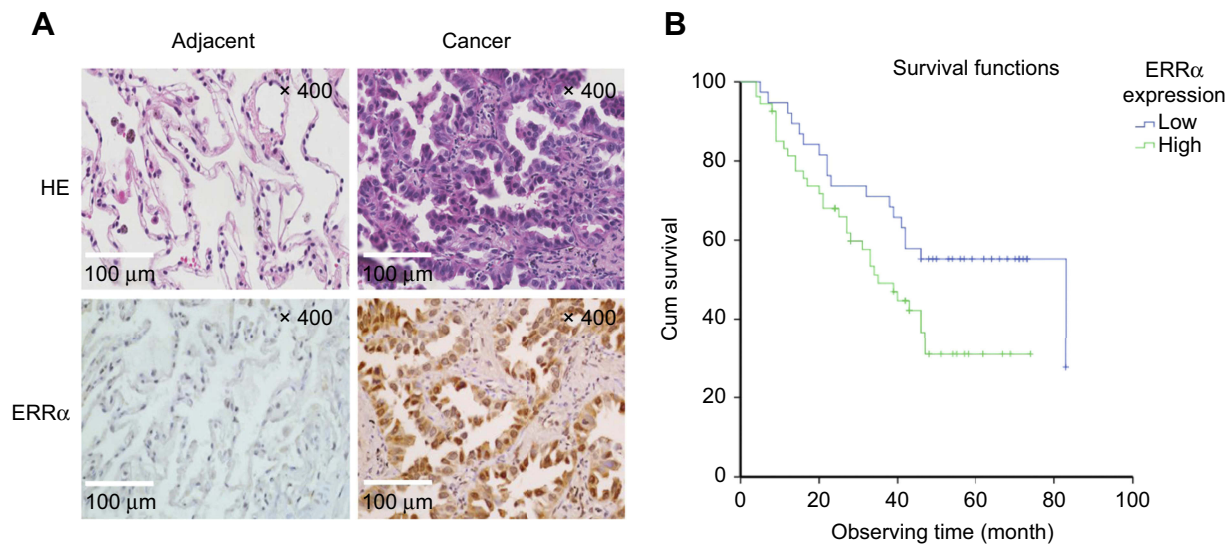 A
Adjacent
Cancer
HE
× 400
100 μm
× 400
100 μm
ERRα
× 400
100 μm
× 400
100 μm
B
Survival functions
ERRα
expression
Low
High
Cum survival
100
80
60
40
20
0
0 20 40 60 80 100
Observing time (month)